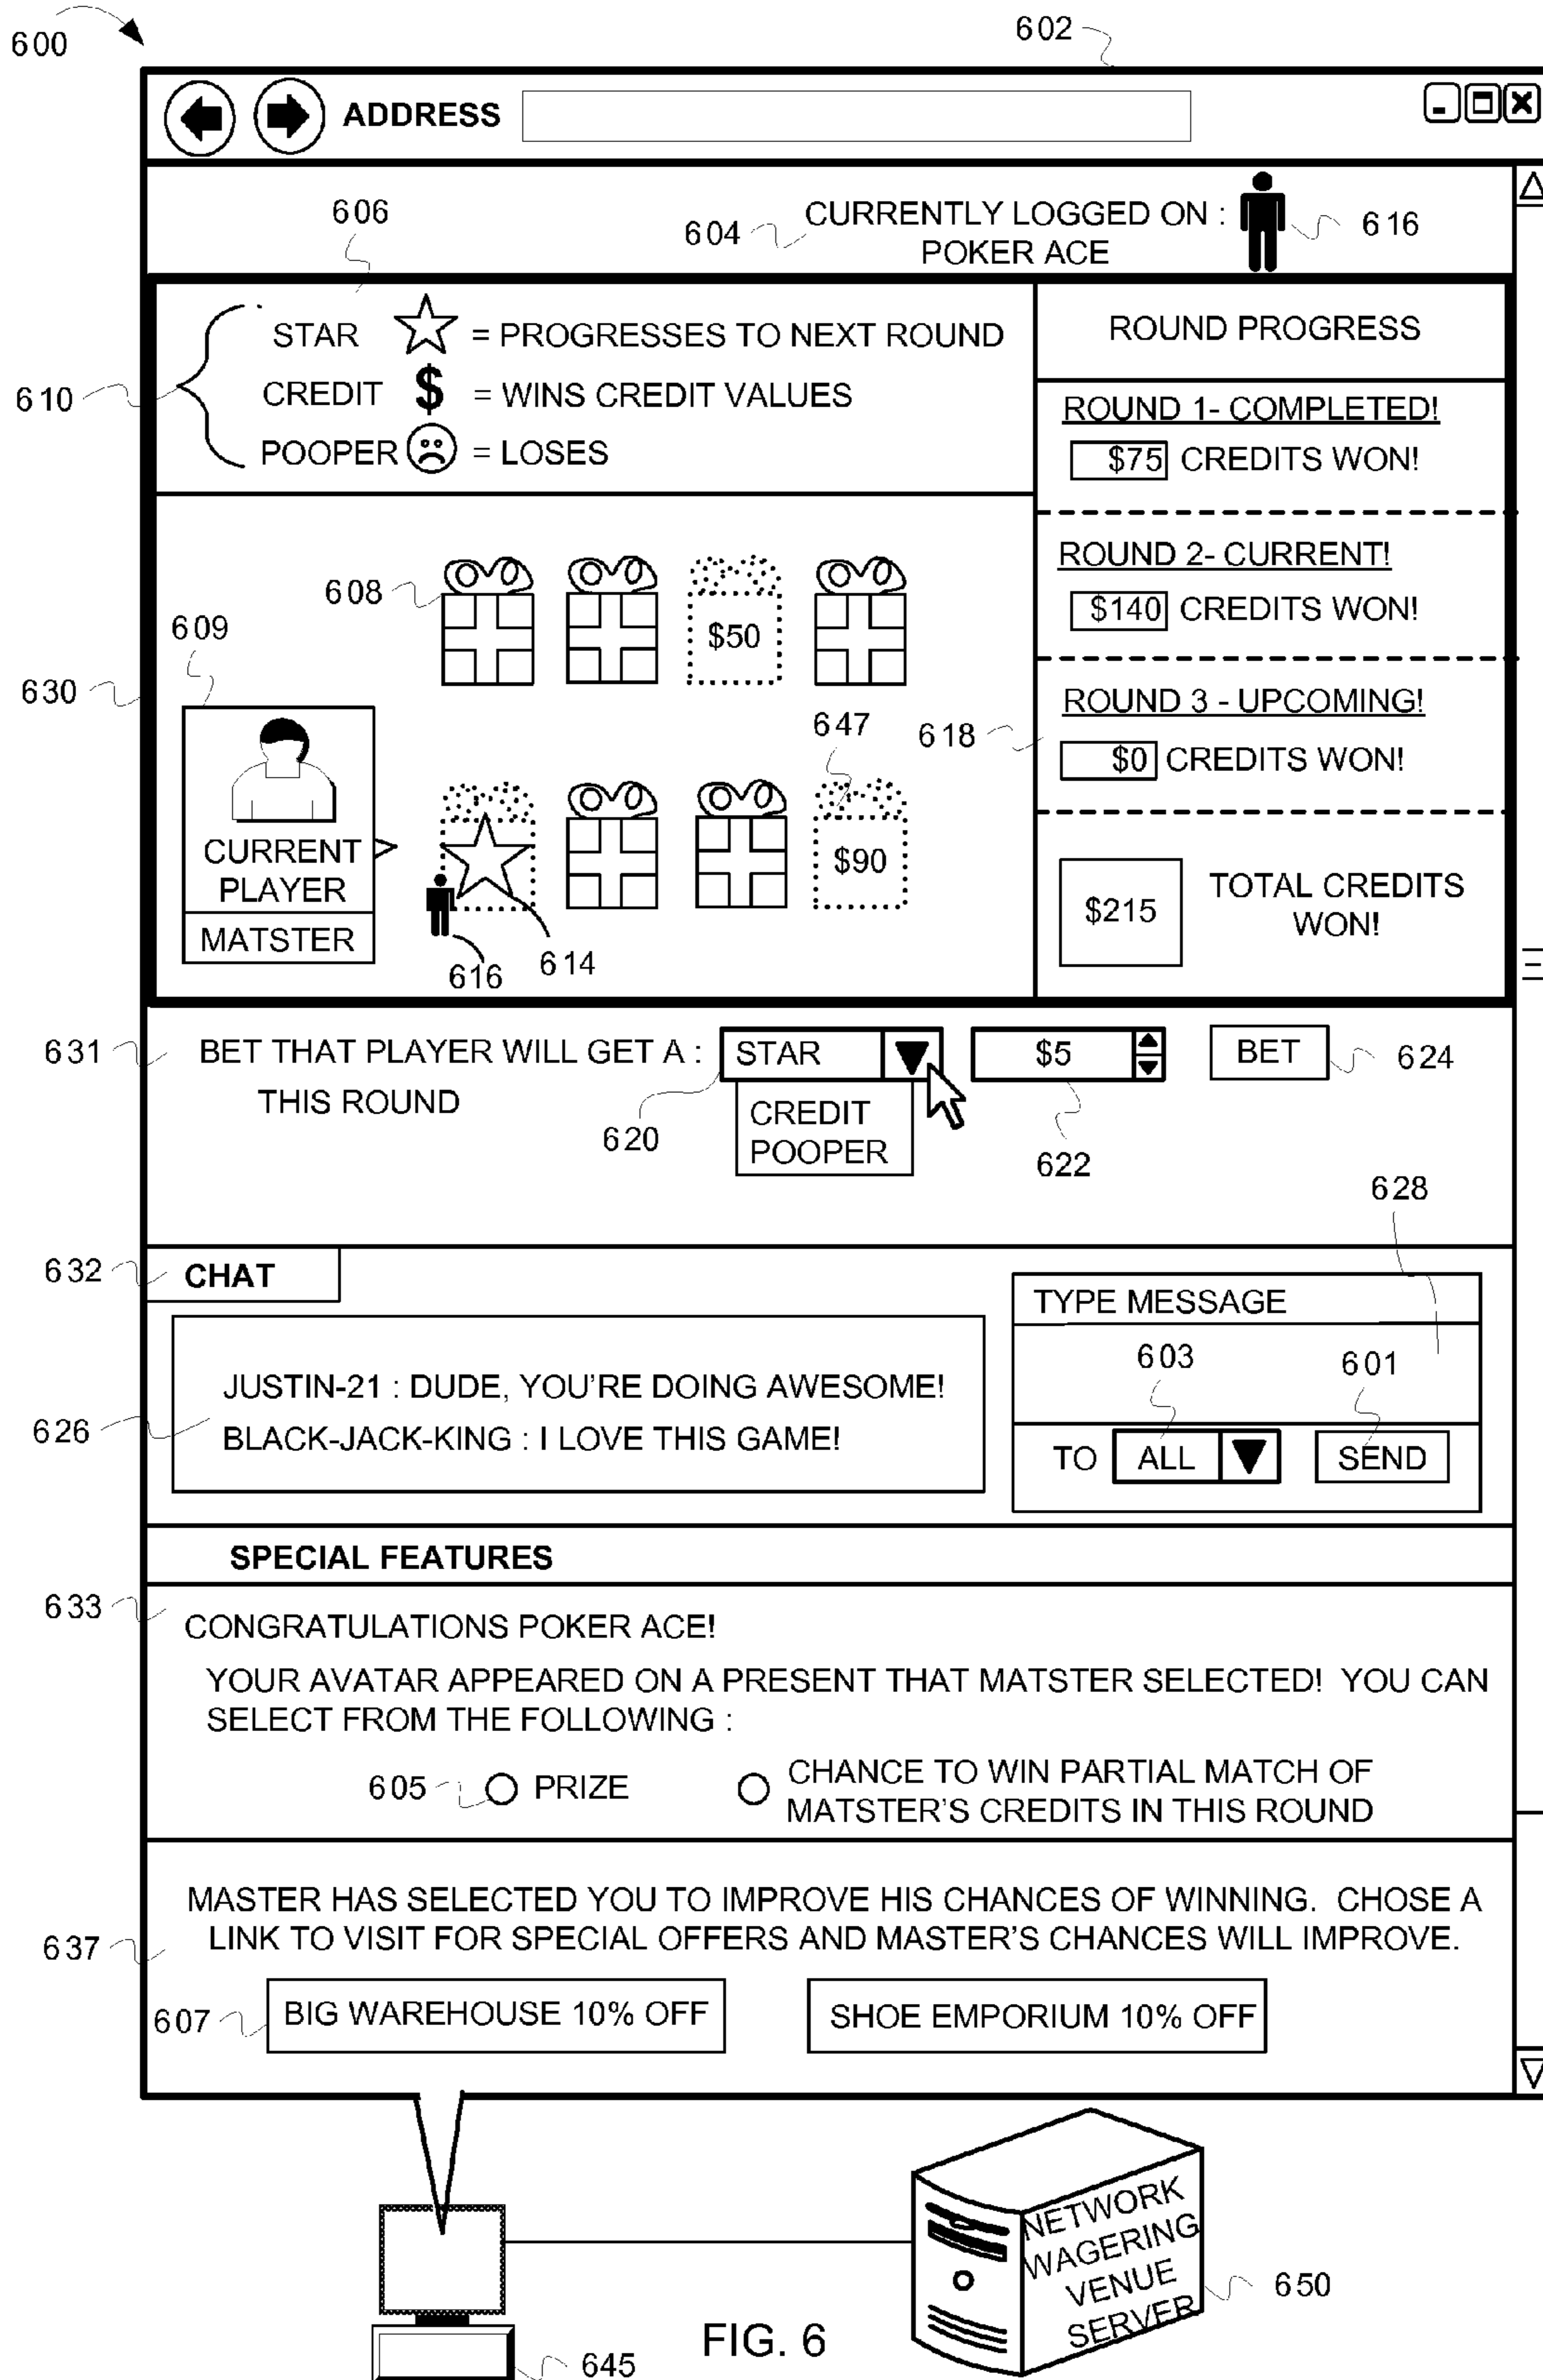 600
602
ADDRESS
606
604
CURRENTLY LOGGED ON :
POKER ACE
616
610
STAR = PROGRESSES TO NEXT ROUND
CREDIT $ = WINS CREDIT VALUES
POOPER = LOSES
ROUND PROGRESS
ROUND 1- COMPLETED!
$75 CREDITS WON!
ROUND 2- CURRENT!
$140 CREDITS WON!
ROUND 3 - UPCOMING!
$0 CREDITS WON!
$215
TOTAL CREDITS
WON!
608
$50
609
630
647
618
CURRENT
PLAYER
MATSTER
$90
616
614
631
BET THAT PLAYER WILL GET A : STAR $5 BET
THIS ROUND
624
CREDIT
POOPER
620
622
628
632
CHAT
TYPE MESSAGE
603
601
JUSTIN-21 : DUDE, YOU'RE DOING AWESOME!
626
BLACK-JACK-KING : I LOVE THIS GAME!
TO ALL SEND
SPECIAL FEATURES
633
CONGRATULATIONS POKER ACE!
YOUR AVATAR APPEARED ON A PRESENT THAT MATSTER SELECTED! YOU CAN
SELECT FROM THE FOLLOWING :
605
PRIZE
CHANCE TO WIN PARTIAL MATCH OF
MATSTER'S CREDITS IN THIS ROUND
MASTER HAS SELECTED YOU TO IMPROVE HIS CHANCES OF WINNING. CHOSE A
LINK TO VISIT FOR SPECIAL OFFERS AND MASTER'S CHANCES WILL IMPROVE.
637
607
BIG WAREHOUSE 10% OFF
SHOE EMPORIUM 10% OFF
NETWORK
WAGERING
VENUE
SERVER
650
FIG. 6
645